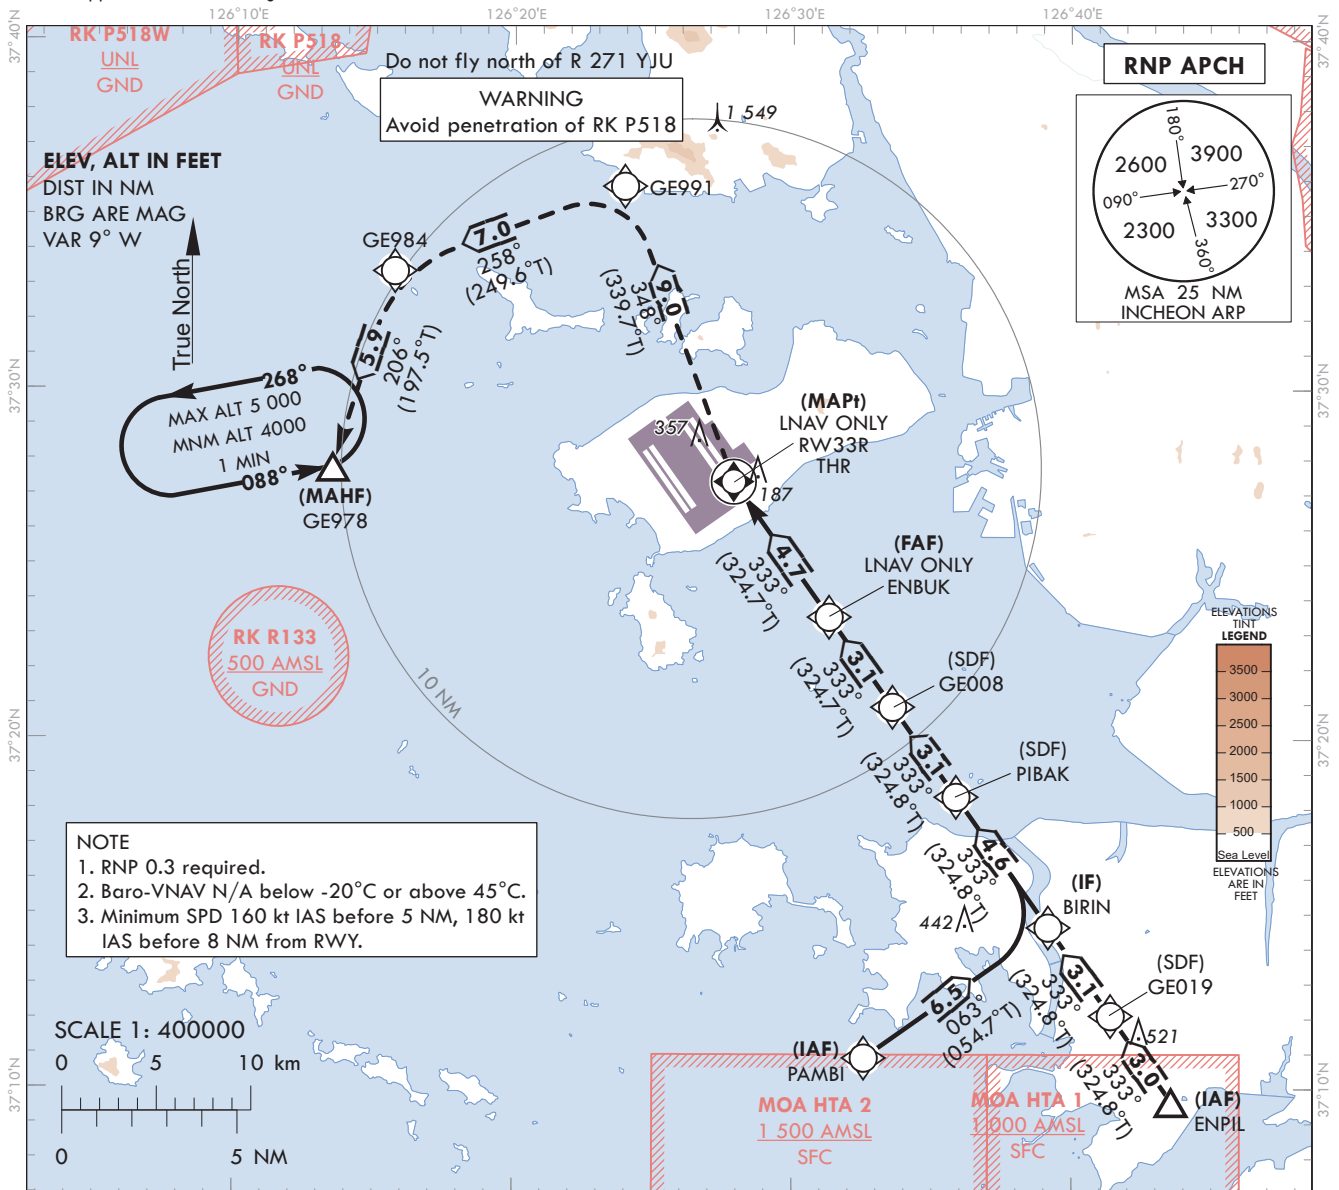 126°10'E
126°20'E
126°30'E
126°40'E
37°40'N
37°40'N
RK P518W
UNL
GND
RK P518
UNL
GND
Do not fly north of R 271 YJU
WARNING
Avoid penetration of RK P518
1 549
RNP APCH
180°
2600
3900
090°
270°
2300
3300
360°
MSA 25 NM
INCHEON ARP
ELEV, ALT IN FEET
DIST IN NM
BRG ARE MAG
VAR 9° W
True North
GE991
GE984
7.0
258°
(249.6°T)
9.0
348°
(339.7°T)
5.9
206°
(197.5°T)
37°30'N
37°30'N
268°
MAX ALT 5 000
MNM ALT 4000
1 MIN
088°
(MAHF)
GE978
357
(MAPt)
LNAV ONLY
RW33R
THR
187
4.7
333°
(324.7°T)
(FAF)
LNAV ONLY
ENBUK
RK R133
500 AMSL
GND
10 NM
3.1
333°
(324.7°T)
(SDF)
GE008
3.1
333°
(324.8°T)
(SDF)
PIBAK
37°20'N
37°20'N
ELEVATIONS
TINT
LEGEND
3500
3000
2500
2000
1500
1000
500
Sea Level
ELEVATIONS
ARE IN
FEET
NOTE
1. RNP 0.3 required.
2. Baro-VNAV N/A below -20°C or above 45°C.
3. Minimum SPD 160 kt IAS before 5 NM, 180 kt
IAS before 8 NM from RWY.
4.6
333°
(324.8°T)
442
(IF)
BIRIN
3.1
333°
(324.8°T)
(SDF)
GE019
521
6.5
063°
(054.7°T)
(IAF)
PAMBI
3.0
333°
(324.8°T)
(IAF)
ENPIL
SCALE 1: 400000
0 5 10 km
0 5 NM
37°10'N
37°10'N
MOA HTA 2
1 500 AMSL
SFC
MOA HTA 1
1 000 AMSL
SFC